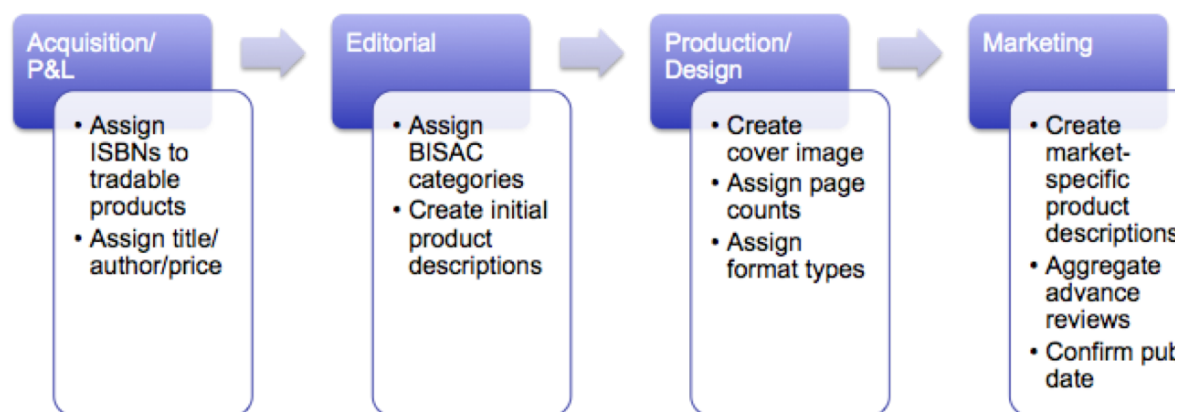 Acquisition/
P&L
• Assign
ISBNs to
tradable
products
• Assign title/
author/price
Editorial
• Assign
BISAC
categories
• Create initial
product
descriptions
Production/
Design
• Create
cover image
• Assign page
counts
• Assign
format types
Marketing
• Create
market-
specific
product
descriptions
• Aggregate
advance
reviews
• Confirm pub
date